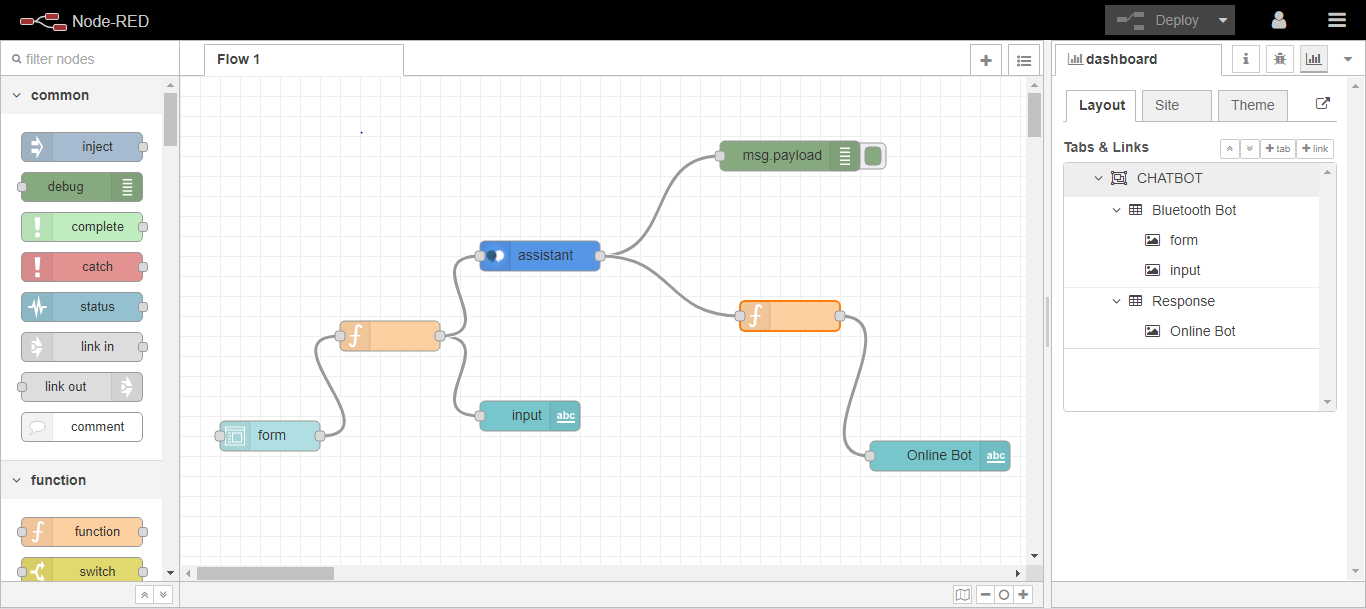 Node-RED
Deploy
filter nodes
Flow 1
dashboard
common
inject
debug
complete
catch
status
link in
link out
comment
function
function
switch
msg.payload
assistant
form
input abc
Online Bot abc
Layout Site Theme
Tabs & Links
tab
link
CHATBOT
Bluetooth Bot
form
input
Response
Online Bot